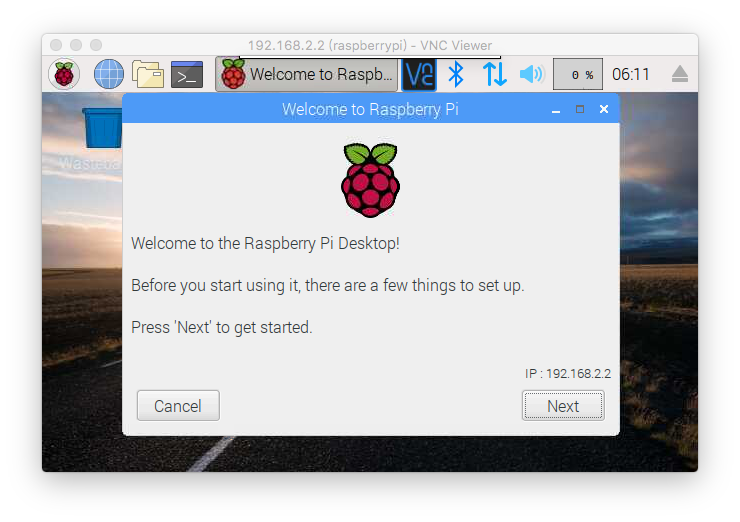 192.168.2.2 (raspberrypi) - VNC Viewer
>_
Welcome to Raspb...
0 %
06:11
Welcome to Raspberry Pi
Welcome to the Raspberry Pi Desktop!
Before you start using it, there are a few things to set up.
Press 'Next' to get started.
IP : 192.168.2.2
Cancel
Next